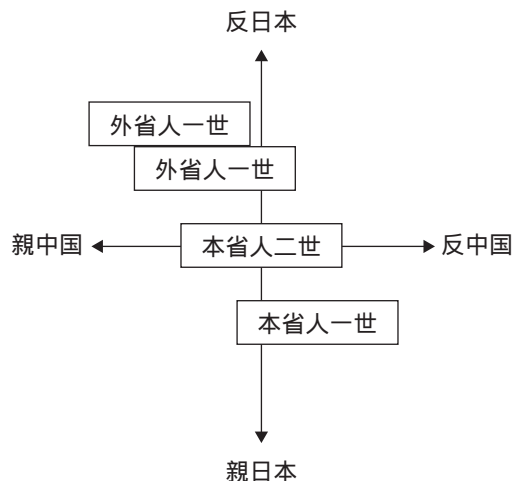 反日本
外省人一世
外省人一世
親中国
本省人二世
反中国
本省人一世
親日本